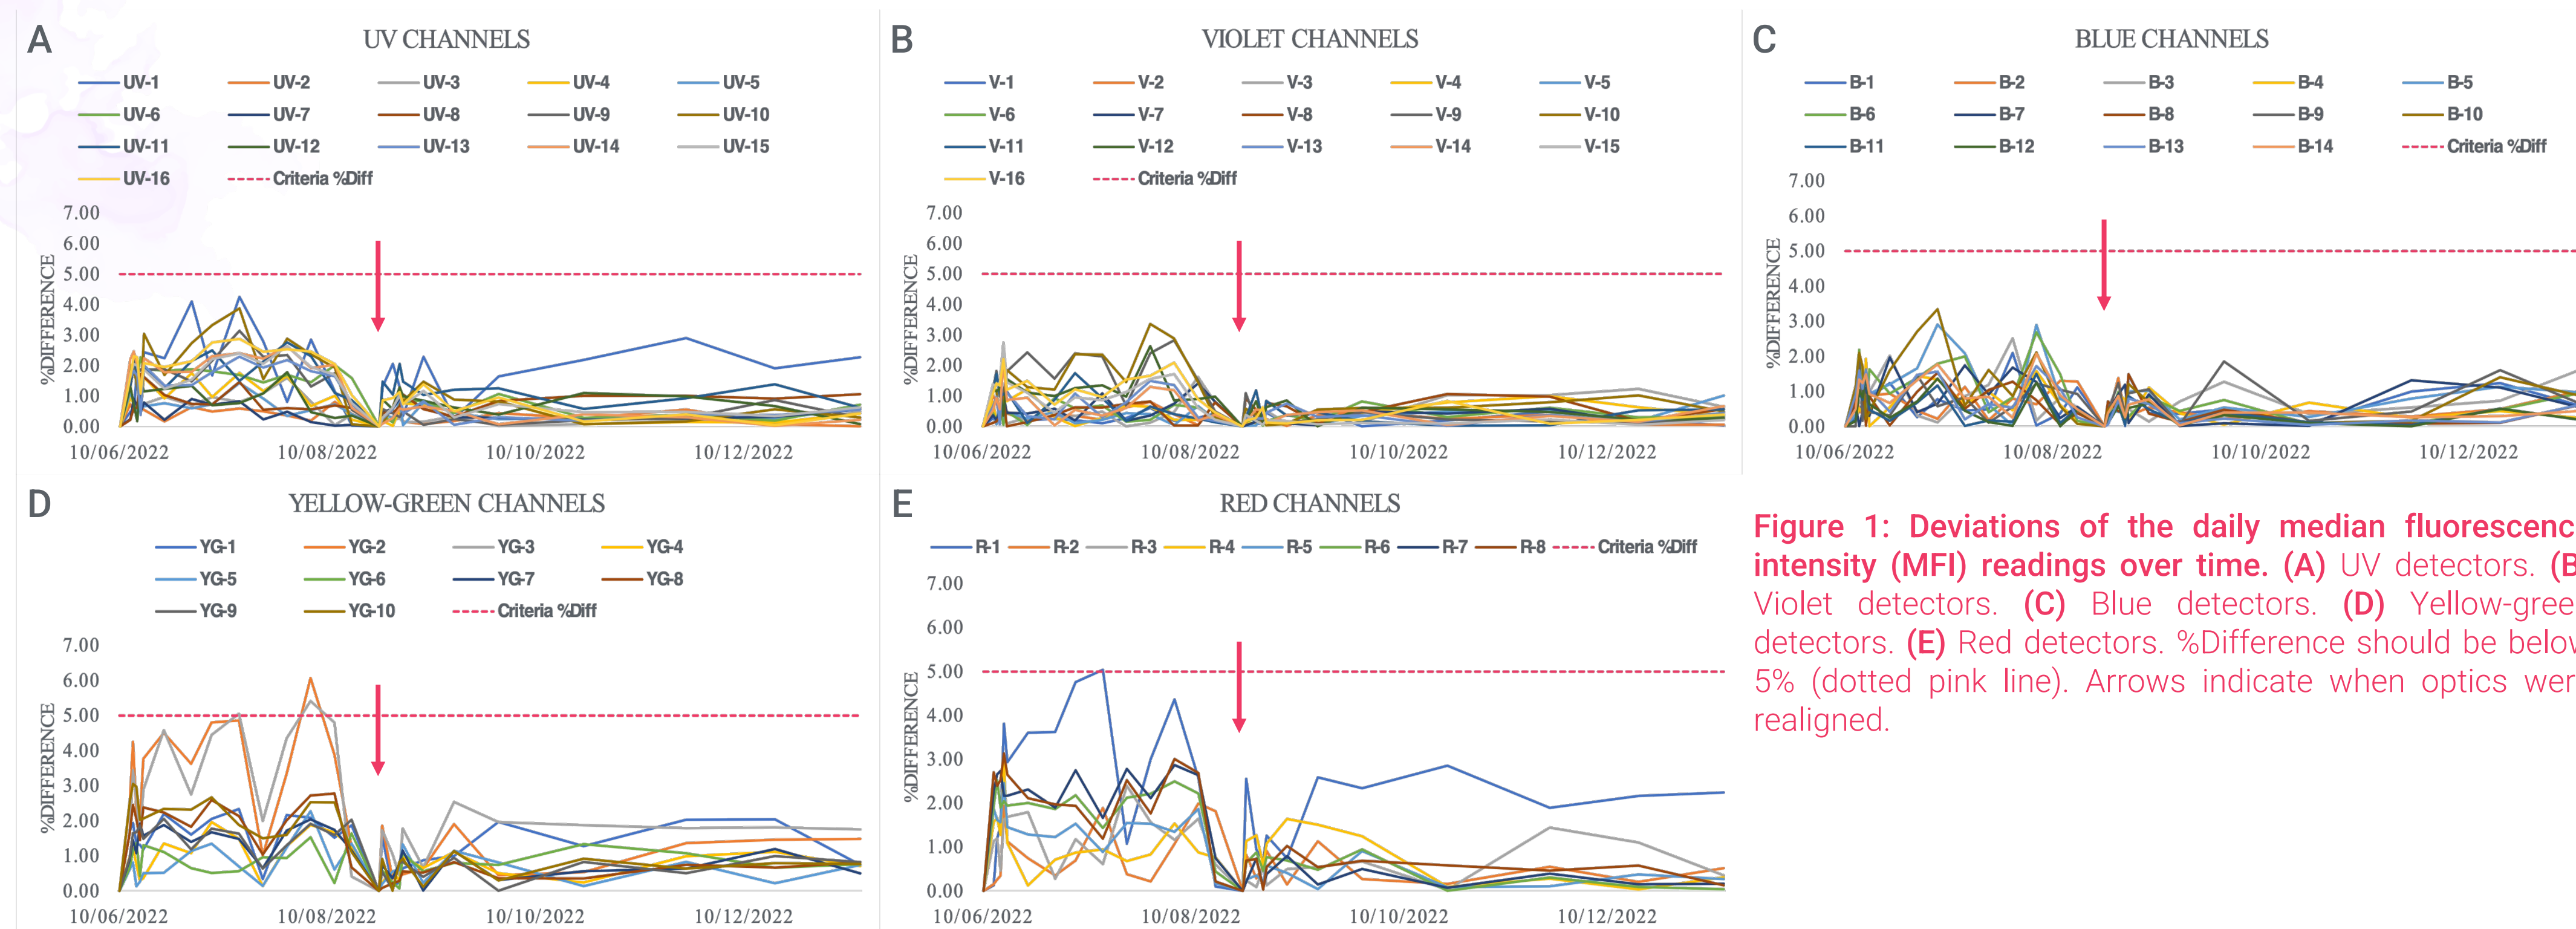 A
UV CHANNELS
UV-1 UV-2 UV-3 UV-4 UV-5
UV-6 UV-7 UV-8 UV-9 UV-10
UV-11 UV-12 UV-13 UV-14 UV-15
UV-16 Criteria %Diff
7.00
6.00
5.00
4.00
3.00
2.00
1.00
0.00
%DIFFERENCE
10/06/2022 10/08/2022 10/10/2022 10/12/2022
B
VIOLET CHANNELS
V-1 V-2 V-3 V-4 V-5
V-6 V-7 V-8 V-9 V-10
V-11 V-12 V-13 V-14 V-15
V-16 Criteria %Diff
7.00
6.00
5.00
4.00
3.00
2.00
1.00
0.00
%DIFFERENCE
10/06/2022 10/08/2022 10/10/2022 10/12/2022
C
BLUE CHANNELS
B-1 B-2 B-3 B-4 B-5
B-6 B-7 B-8 B-9 B-10
B-11 B-12 B-13 B-14 Criteria %Diff
7.00
6.00
5.00
4.00
3.00
2.00
1.00
0.00
%DIFFERENCE
10/06/2022 10/08/2022 10/10/2022 10/12/2022
D
YELLOW-GREEN CHANNELS
YG-1 YG-2 YG-3 YG-4
YG-5 YG-6 YG-7 YG-8
YG-9 YG-10 Criteria %Diff
7.00
6.00
5.00
4.00
3.00
2.00
1.00
0.00
%DIFFERENCE
10/06/2022 10/08/2022 10/10/2022 10/12/2022
E
RED CHANNELS
R-1 R-2 R-3 R-4 R-5 R-6 R-7 R-8 Criteria %Diff
7.00
6.00
5.00
4.00
3.00
2.00
1.00
0.00
%DIFFERENCE
10/06/2022 10/08/2022 10/10/2022 10/12/2022
Figure 1: Deviations of the daily median fluorescenc
intensity (MFI) readings over time. (A) UV detectors. (B
Violet detectors. (C) Blue detectors. (D) Yellow-gree
detectors. (E) Red detectors. %Difference should be below
5% (dotted pink line). Arrows indicate when optics wer
realigned.